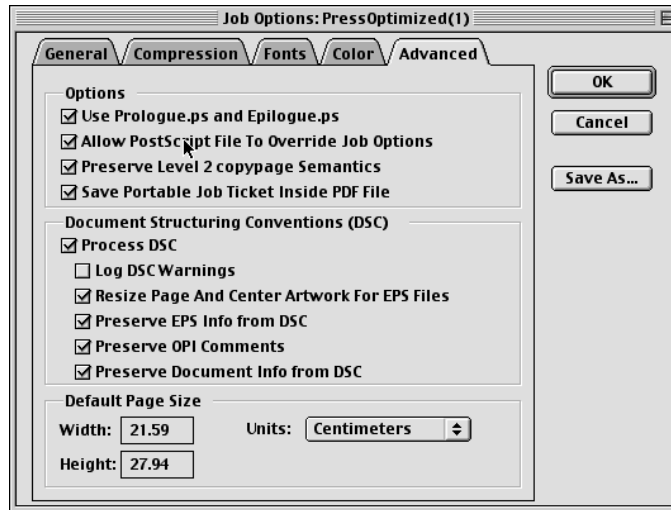 Job Options: PressOptimized(1)
General Compression Fonts Color Advanced
Options
Use Prologue.ps and Epilogue.ps
Allow PostScript File To Override Job Options
Preserve Level 2 copypage Semantics
Save Portable Job Ticket Inside PDF File
Document Structuring Conventions (DSC)
Process DSC
Log DSC Warnings
Resize Page And Center Artwork For EPS Files
Preserve EPS Info from DSC
Preserve OPI Comments
Preserve Document Info from DSC
Default Page Size
Width: 21.59 Units: Centimeters
Height: 27.94
OK
Cancel
Save As...